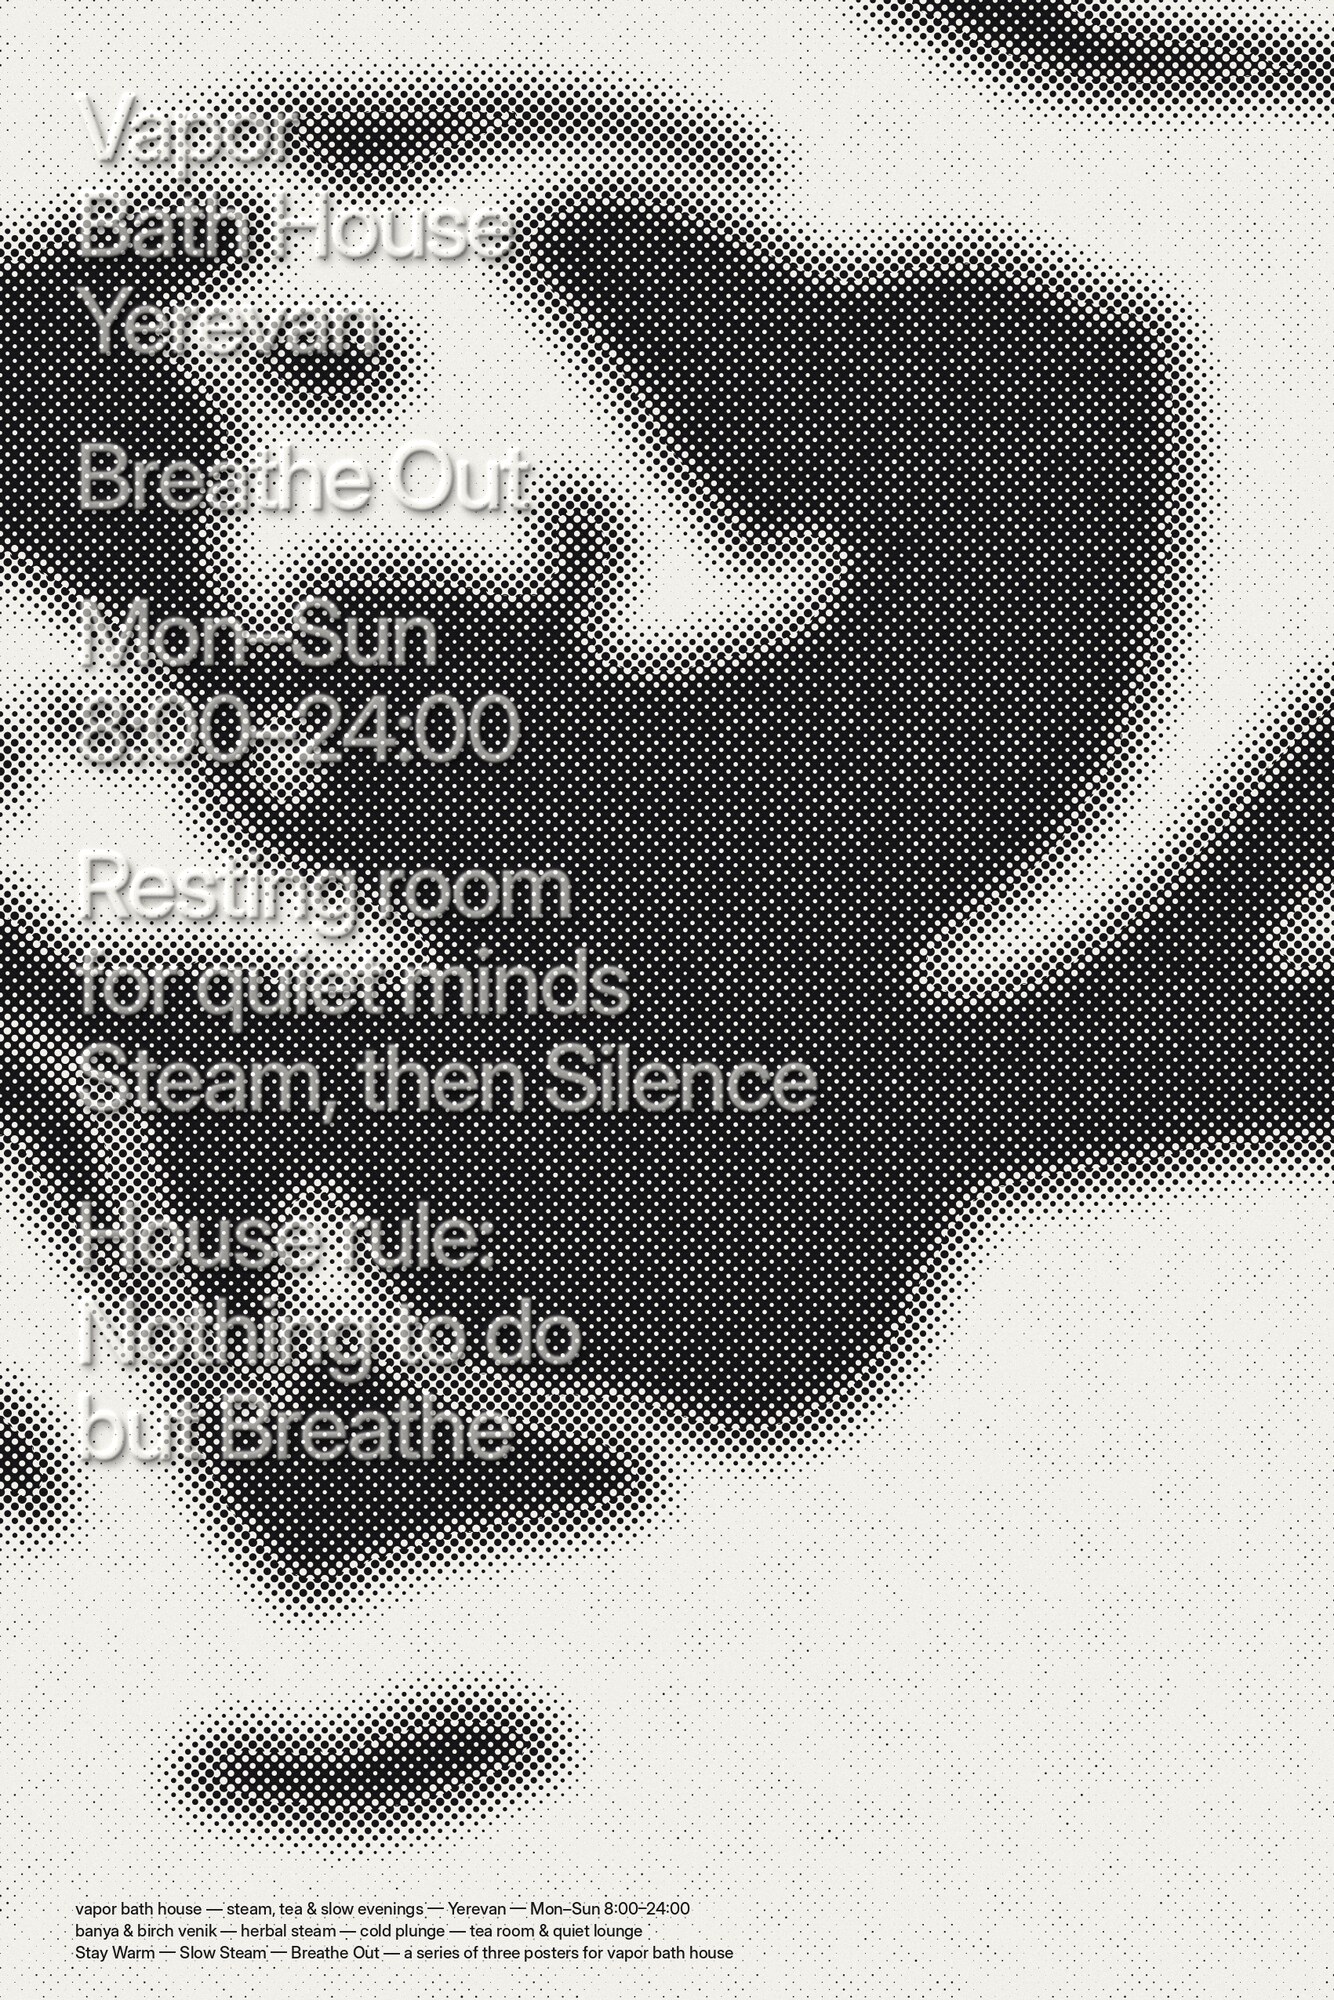 Vapor
Bath House
Yerevan
Breathe Out
Mon–Sun
8:00–24:00
Resting room
for quiet minds
Steam, then Silence
House rule:
Nothing to do
but Breathe
vapor bath house — steam, tea & slow evenings — Yerevan — Mon–Sun 8:00–24:00
banya & birch venik — herbal steam — cold plunge — tea room & quiet lounge
Stay Warm — Slow Steam — Breathe Out — a series of three posters for vapor bath house